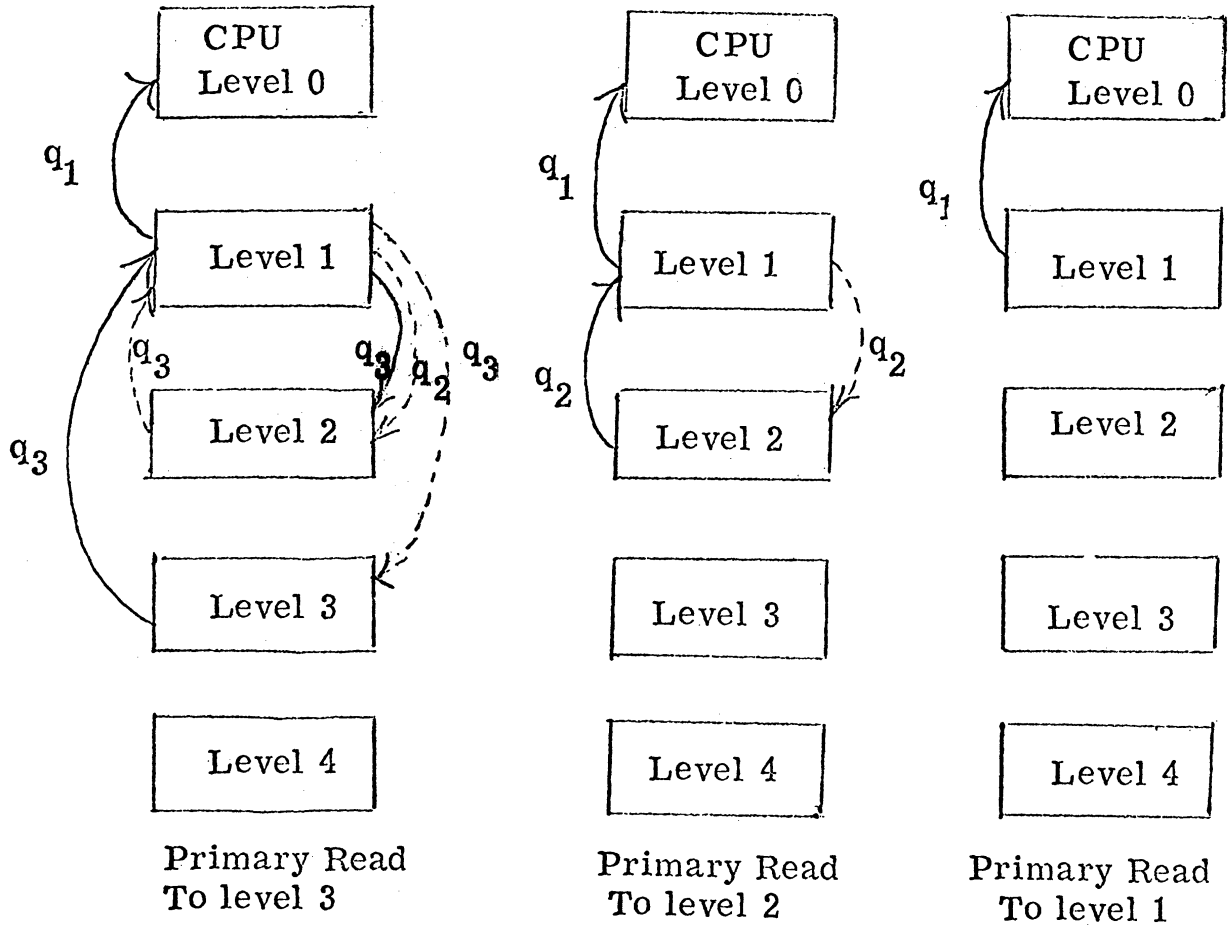 CPU
Level 0
q1
Level 1
q3
q3
q2
q3
Level 2
q3
Level 3
Level 4
Primary Read
To level 3
CPU
Level 0
q1
Level 1
q2
q2
Level 2
Level 3
Level 4
Primary Read
To level 2
CPU
Level 0
q1
Level 1
Level 2
Level 3
Level 4
Primary Read
To level 1